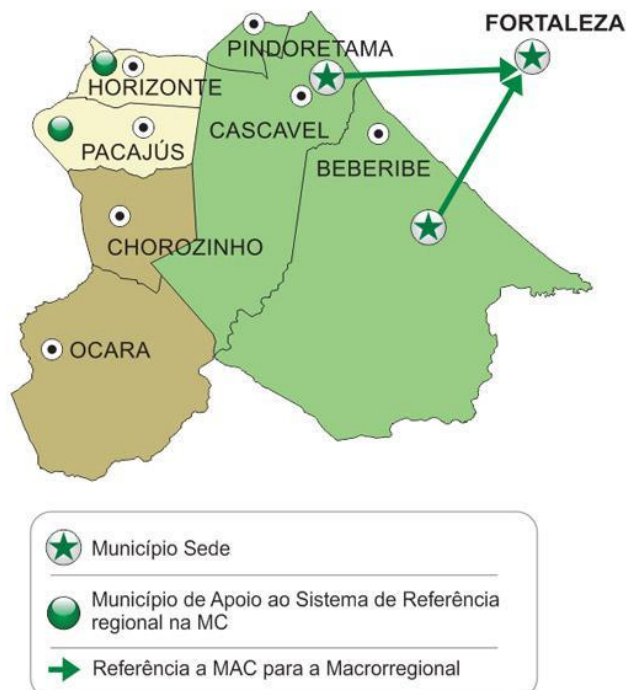 FORTALEZA
PINDORETAMA
HORIZONTE
CASCAVEL
PACAJÚS
BEBERIBE
CHOROZINHO
OCARA
Município Sede
Município de Apoio ao Sistema de Referência
regional na MC
Referência a MAC para a Macrorregional